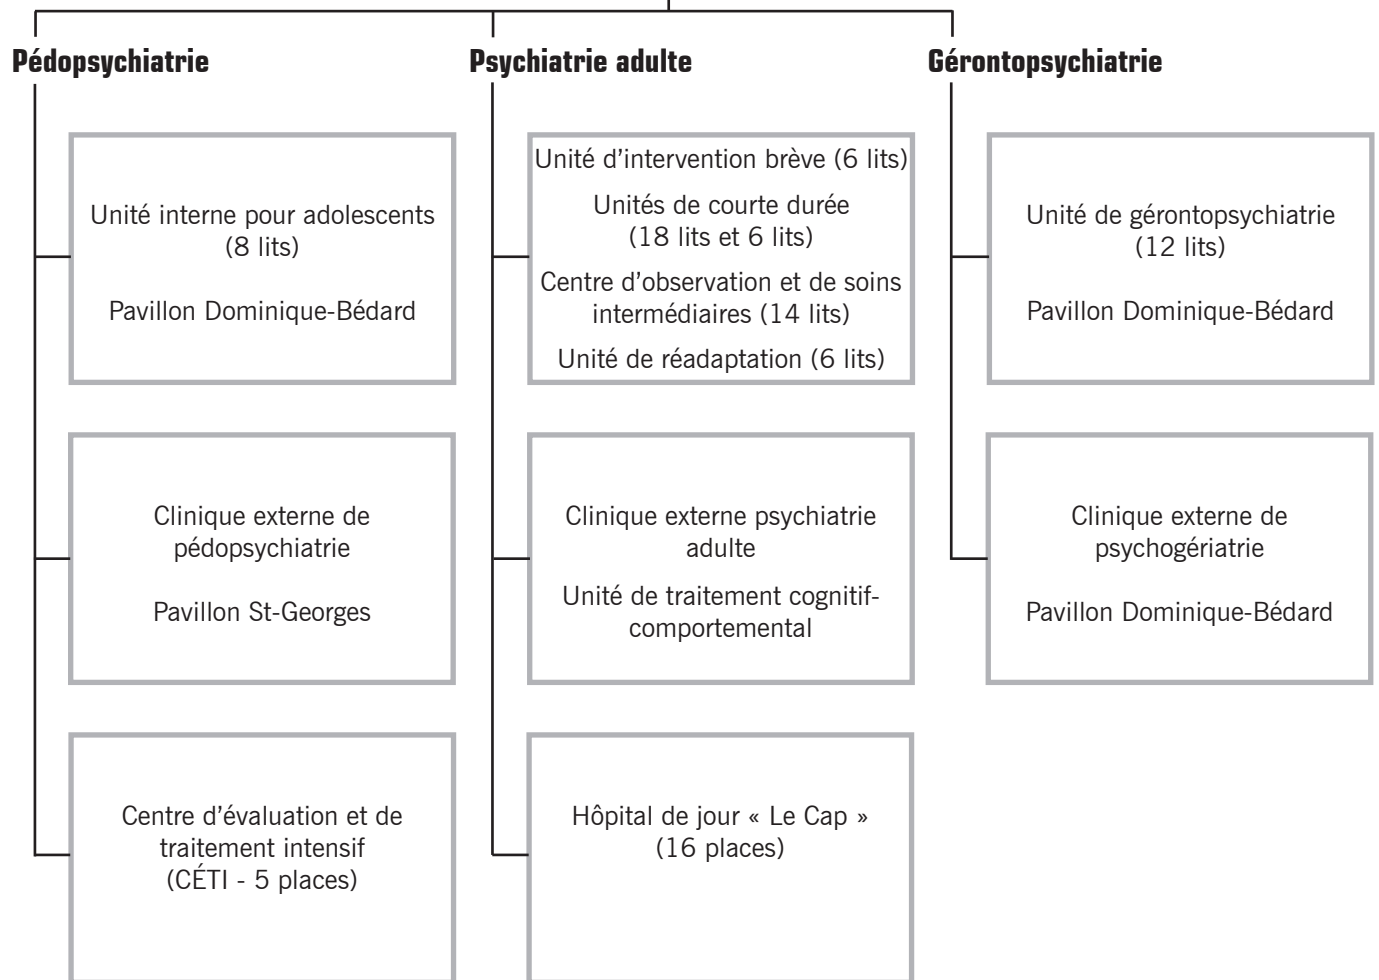 Pédopsychiatrie
Unité interne pour adolescents
(8 lits)
Pavillon Dominique-Bédard
Clinique externe de
pédopsychiatrie
Pavillon St-Georges
Centre d'évaluation et de
traitement intensif
(CÉTI - 5 places)
Psychiatrie adulte
Unité d'intervention brève (6 lits)
Unités de courte durée
(18 lits et 6 lits)
Centre d'observation et de soins
intermédiaires (14 lits)
Unité de réadaptation (6 lits)
Clinique externe psychiatrie
adulte
Unité de traitement cognitif-
comportemental
Hôpital de jour « Le Cap »
(16 places)
Gérontopsychiatrie
Unité de gérontopsychiatrie
(12 lits)
Pavillon Dominique-Bédard
Clinique externe de
psychogériatrie
Pavillon Dominique-Bédard